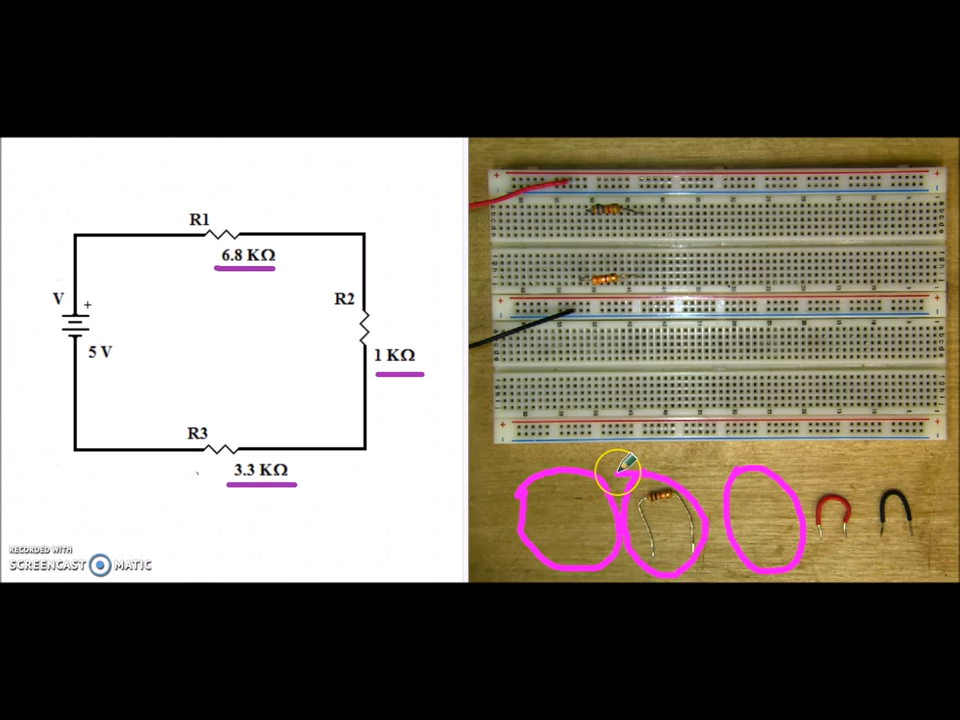 R1
6.8 KΩ
V
+
R2
5 V
1 KΩ
R3
3.3 KΩ
RECORDED WITH
SCREENCAST MATIC